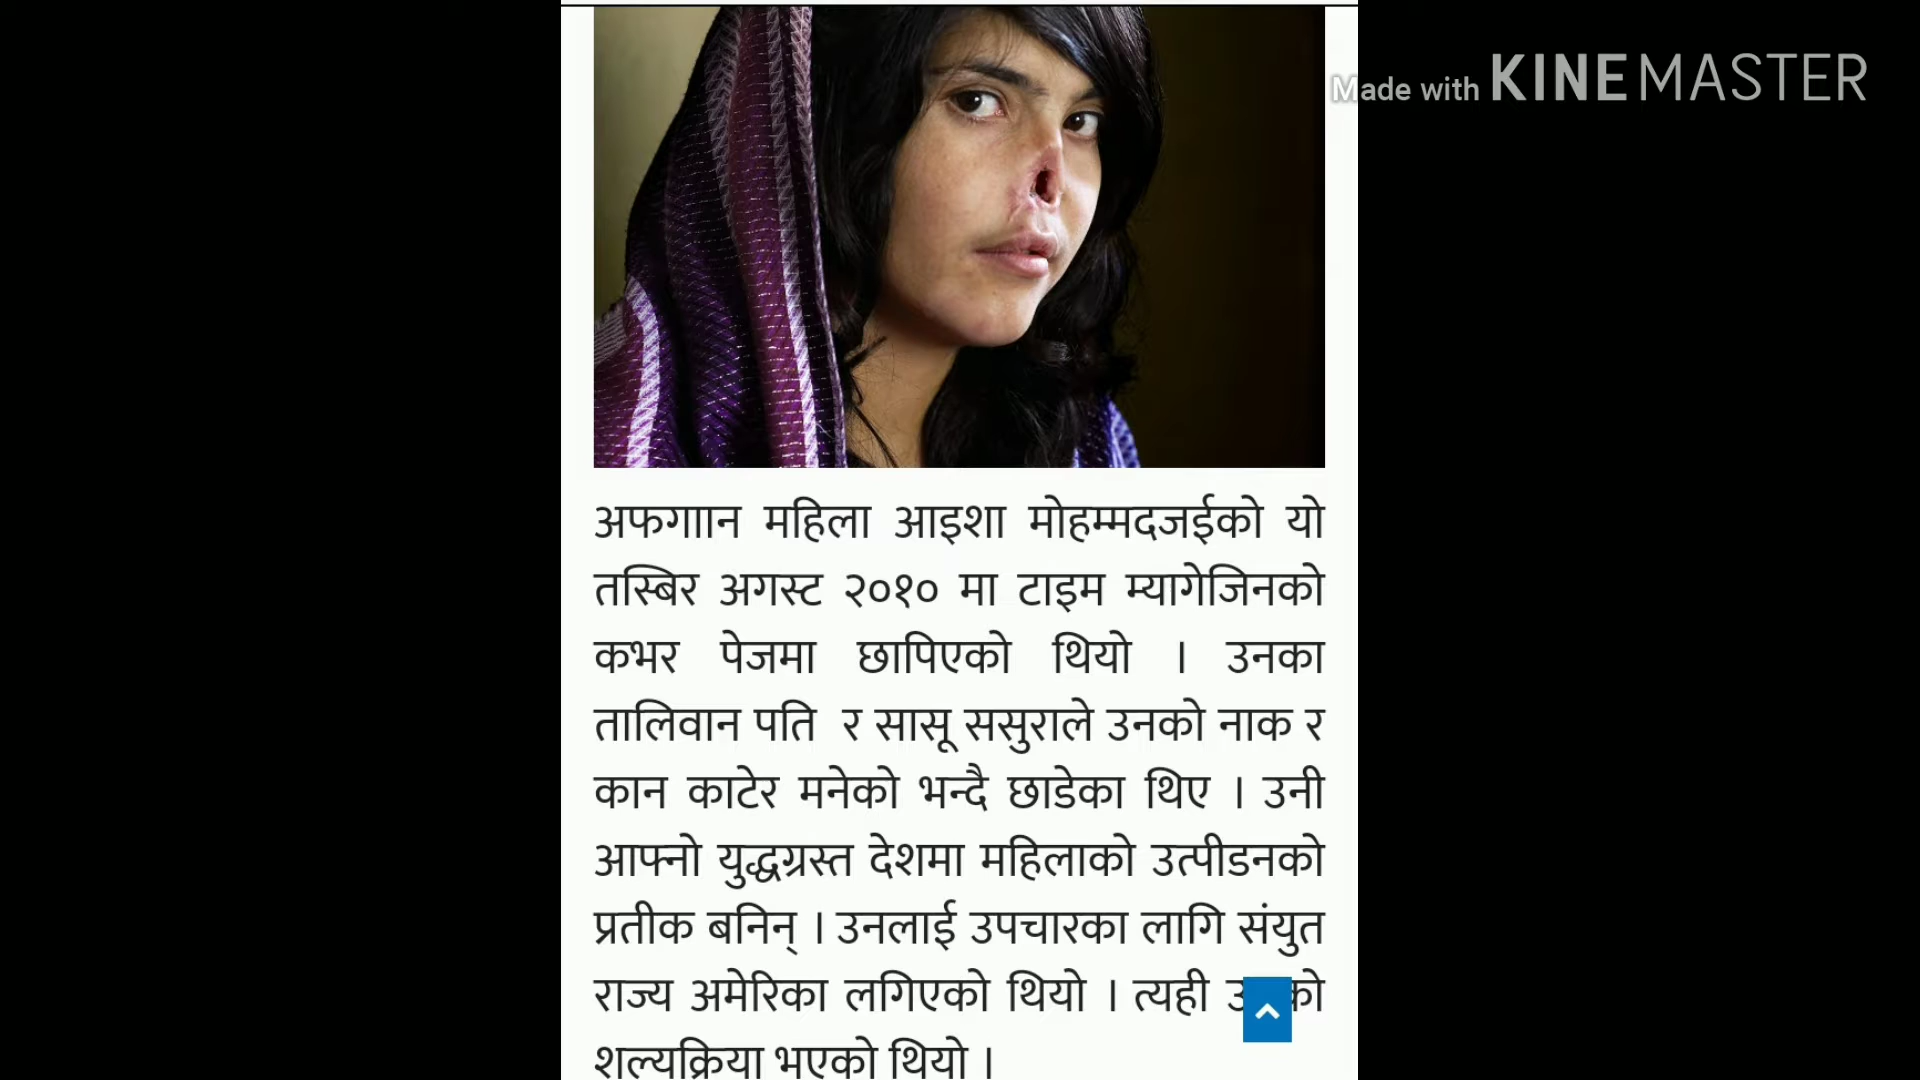 Made with KINEMASTER
अफगाान महिला आइशा मोहम्मदजईको यो
तस्बिर अगस्ट २०१० मा टाइम म्यागेजिनको
कभर पेजमा छापिएको थियो । उनका
तालिवान पति र सासू ससुराले उनको नाक र
कान काटेर मनेको भन्दै छाडेका थिए । उनी
आफ्नो युद्धग्रस्त देशमा महिलाको उत्पीडनको
प्रतीक बनिन् । उनलाई उपचारका लागि संयुत
राज्य अमेरिका लगिएको थियो । त्यही
शल्यक्रिया भएको थियो ।